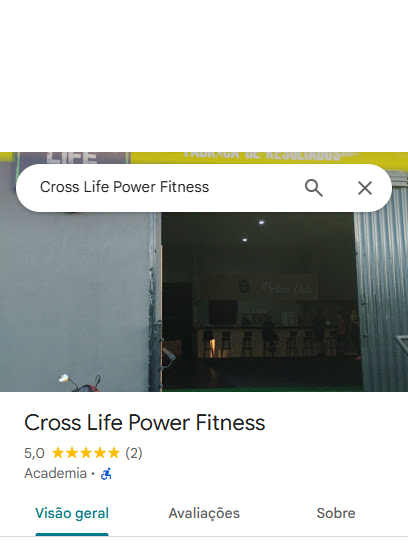 LIFE
FÁBRICA DE RESULTADOS
Cross Life Power Fitness
Cross Life Power Fitness
5,0 (2)
Academia ·
Visão geral
Avaliações
Sobre